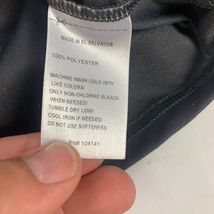 MADE IN EL SALVADOR
100% POLYESTER
MACHINE WASH COLD WITH
LIKE COLORS/
ONLY NON-CHLORINE BLEACH
WHEN NEEDED/
TUMBLE DRY LOW/
COOL IRON IF NEEDED/
DO NOT USE SOFTENERS
RN# 104141